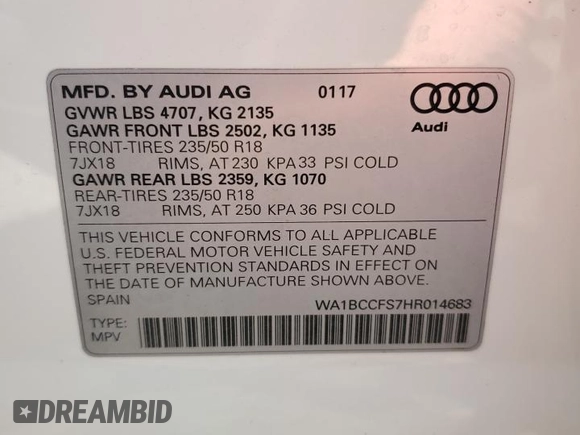 MFD. BY AUDI AG 0117
GVWR LBS 4707, KG 2135
GAWR FRONT LBS 2502, KG 1135
FRONT-TIRES 235/50 R18
7JX18 RIMS, AT 230 KPA 33 PSI COLD
GAWR REAR LBS 2359, KG 1070
REAR-TIRES 235/50 R18
7JX18 RIMS, AT 250 KPA 36 PSI COLD
Audi
THIS VEHICLE CONFORMS TO ALL APPLICABLE
U.S. FEDERAL MOTOR VEHICLE SAFETY AND
THEFT PREVENTION STANDARDS IN EFFECT ON
THE DATE OF MANUFACTURE SHOWN ABOVE.
SPAIN WA1BCCFS7HR014683
TYPE:
MPV
DREAMBID